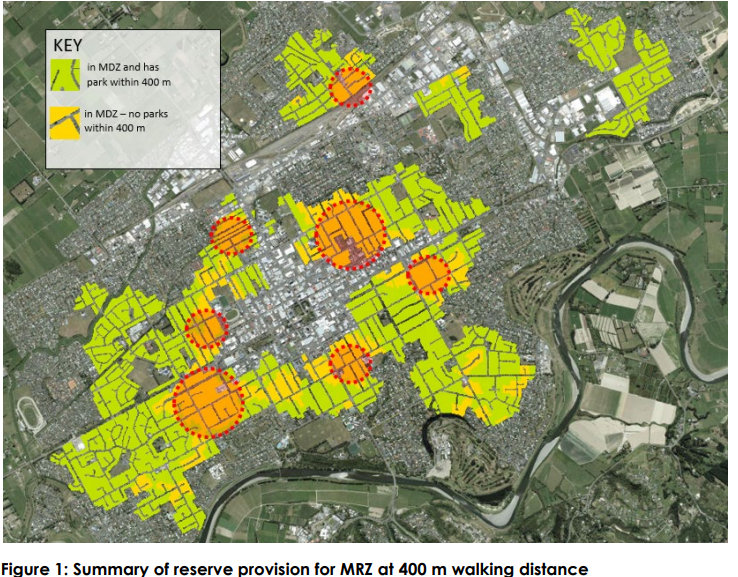 KEY
in MDZ and has
park within 400 m
in MDZ – no parks
within 400 m
Figure 1: Summary of reserve provision for MRZ at 400 m walking distance